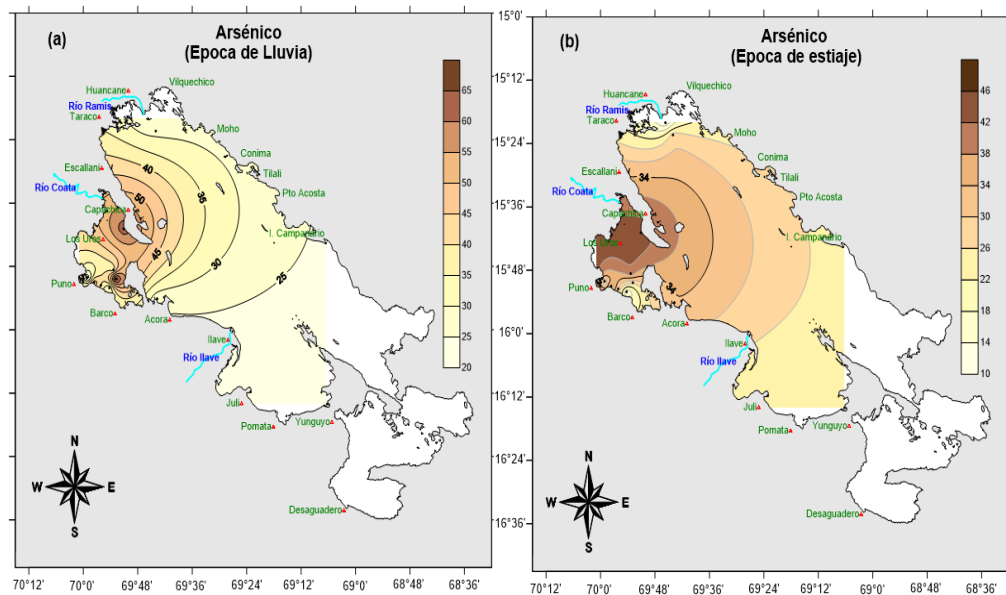 (a)
Arsénico
(Epoca de Lluvia)
Vilquechico
Huancane
Río Ramis
Taraco
Moho
Escallani
40
Conima
Tilali
Río Coata
35
Pto Acosta
50
Capachica
I. Campanario
Los Uros
45
30
25
Puno
Barco
Acora
Ilave
Río Ilave
Juli
Pomata
Yunguyo
Desaguadero
N
W E
S
65
60
55
50
45
40
35
30
25
20
70°12'
70°0'
69°48'
69°36'
69°24'
69°12'
69°0'
68°48'
68°36'
(b)
Arsénico
(Epoca de estiaje)
Vilquechico
Huancane
Río Ramis
Taraco
Moho
Conima
Escallani
34
Tilali
Río Coata
Pto Acosta
Capachica
I. Campanario
Los Uros
Puno
34
Barco
Acora
Ilave
Río Ilave
Juli
Pomata
Yunguyo
Desaguadero
N
W E
S
46
42
38
34
30
26
22
18
14
10
15°0'
15°12'
15°24'
15°36'
15°48'
16°0'
16°12'
16°24'
16°36'
70°12'
70°0'
69°48'
69°36'
69°24'
69°12'
69°0'
68°48'
68°36'